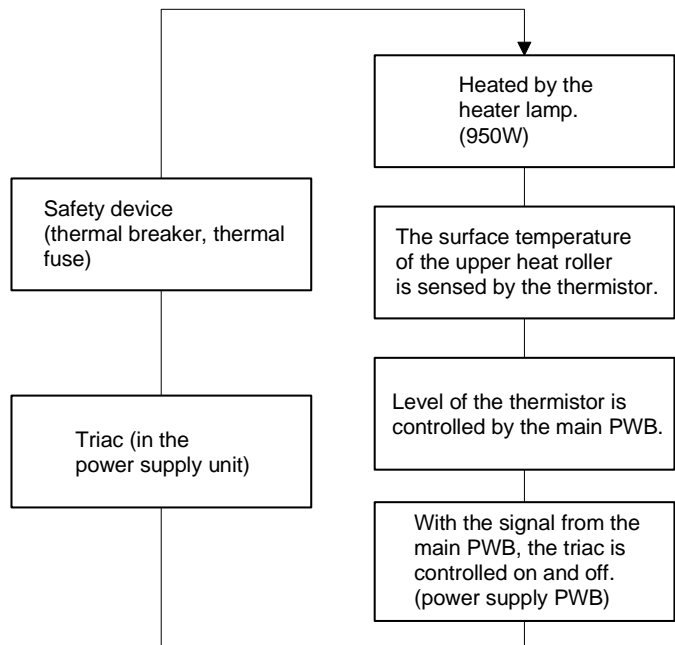 Heated by the
heater lamp.
(950W)
Safety device
(thermal breaker, thermal
fuse)
The surface temperature
of the upper heat roller
is sensed by the thermistor.
Level of the thermistor is
controlled by the main PWB.
Triac (in the
power supply unit)
With the signal from the
main PWB, the triac is
controlled on and off.
(power supply PWB)